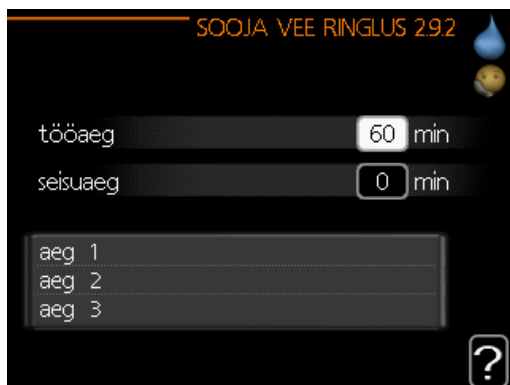 SOOJA VEE RINGLUS 2.9.2
tööaeg 60 min
seisuaeg 0 min
aeg 1
aeg 2
aeg 3
?